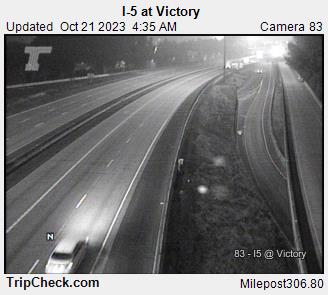 I-5 at Victory
Updated Oct 21 2023 4:35 AM Camera 83
T
N
83 - I5 @ Victory
TripCheck.com Milepost306.80